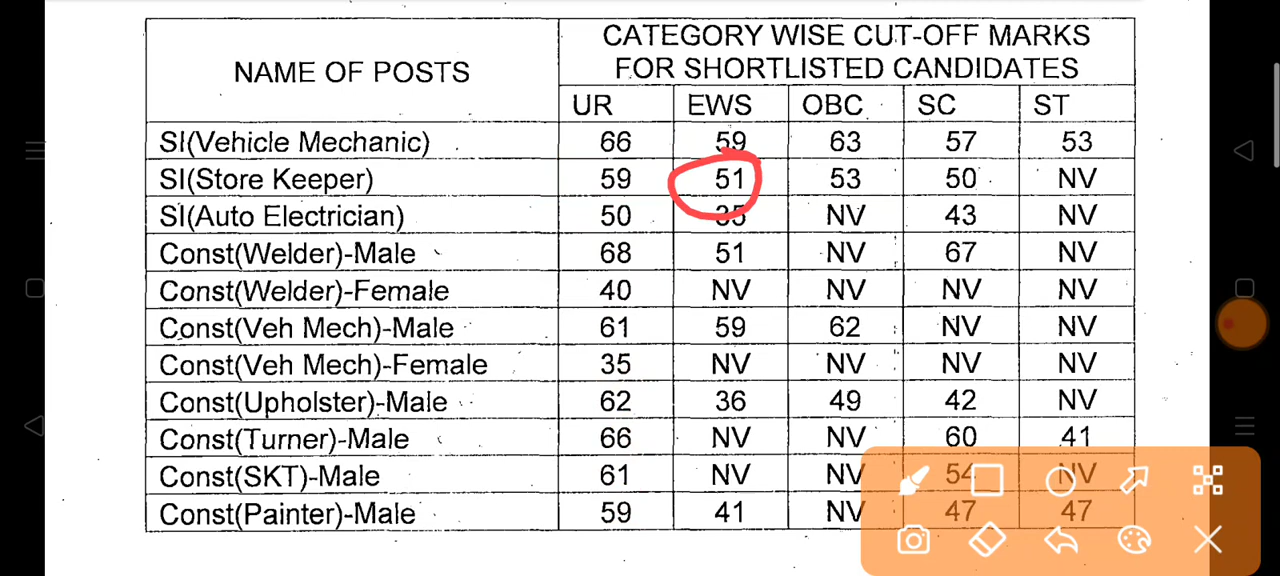 NAME OF POSTS
CATEGORY WISE CUT-OFF MARKS
FOR SHORTLISTED CANDIDATES
UR EWS OBC SC ST
SI(Vehicle Mechanic) 66 59 63 57 53
SI(Store Keeper) 59 51 53 50 NV
SI(Auto Electrician) 50 35 NV 43 NV
Const(Welder)-Male 68 51 NV 67 NV
Const(Welder)-Female 40 NV NV NV NV
Const(Veh Mech)-Male 61 59 62 NV NV
Const(Veh Mech)-Female 35 NV NV NV NV
Const(Upholster)-Male 62 36 49 42 NV
Const(Turner)-Male 66 NV NV 60 41
Const(SKT)-Male 61 NV NV 54 NV
Const(Painter)-Male 59 41 NV 47 47